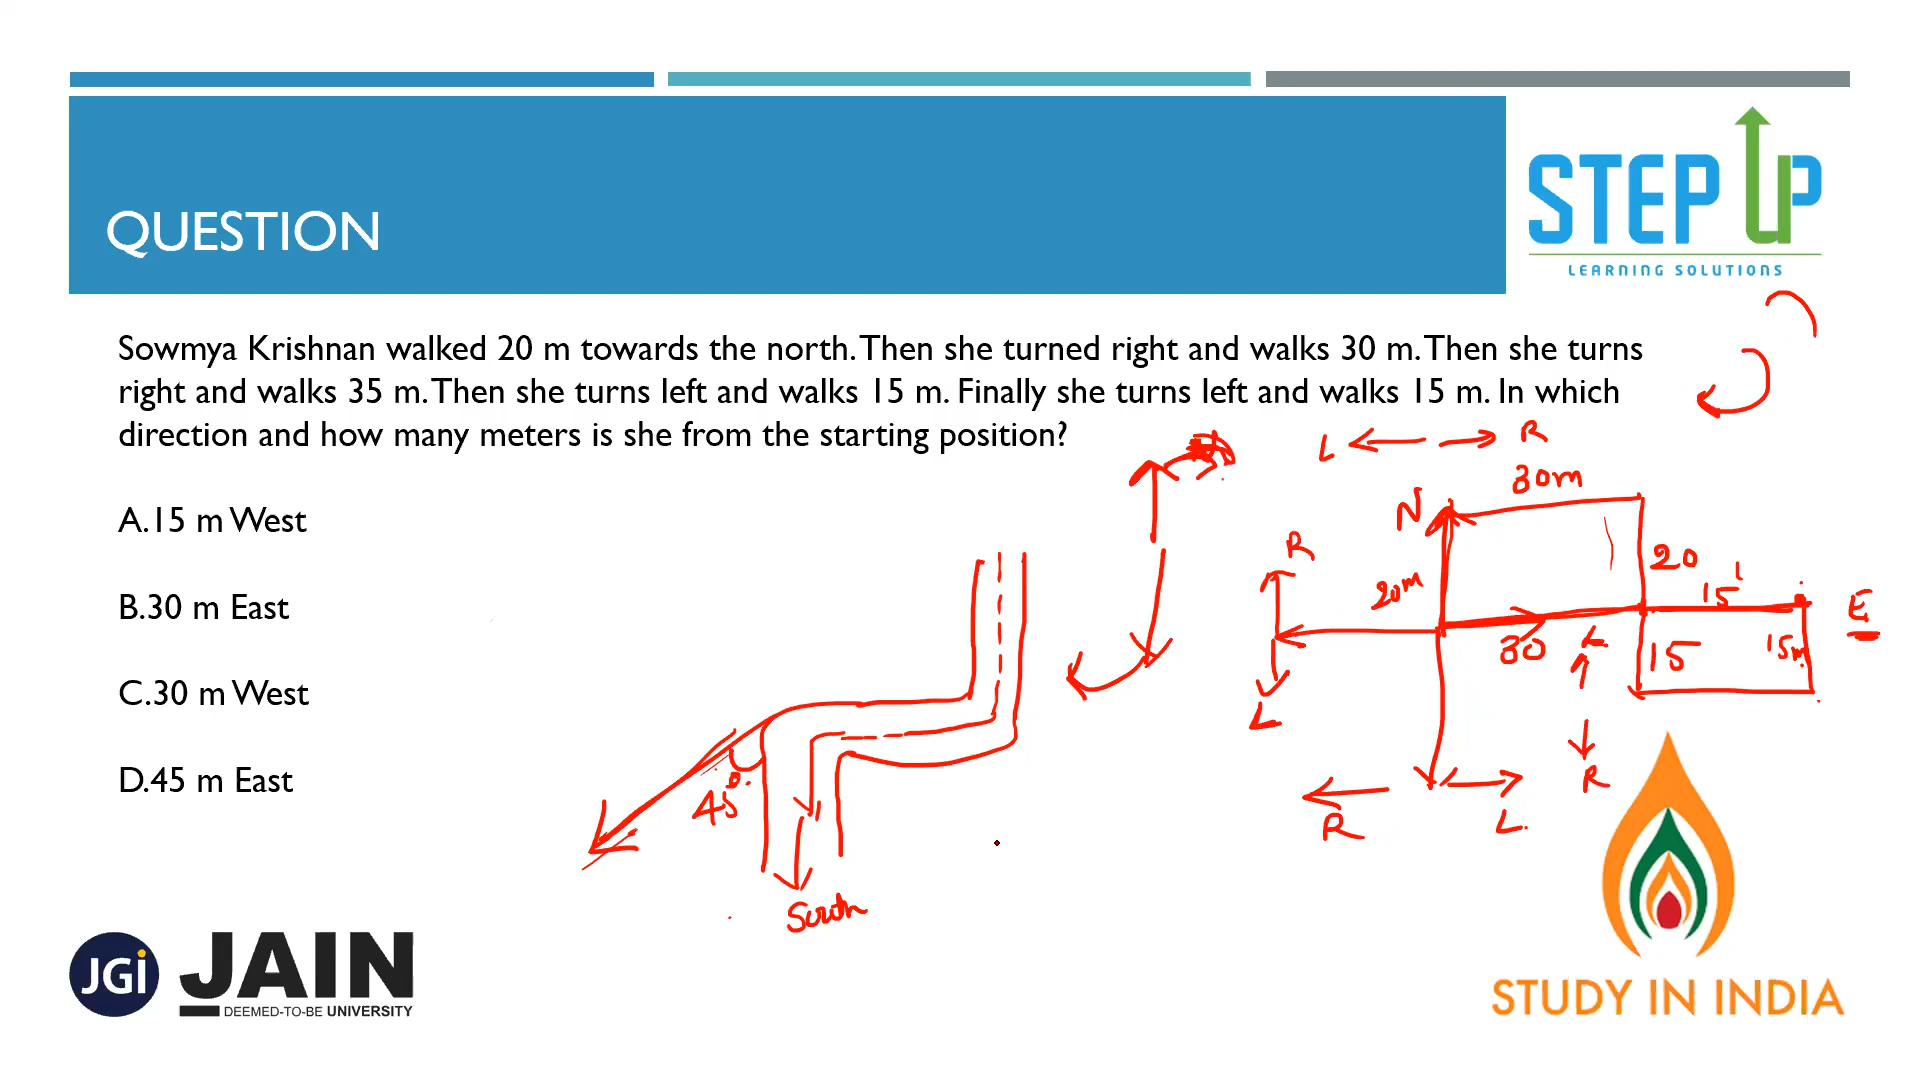 STEP UP
LEARNING SOLUTIONS
QUESTION
Sowmya Krishnan walked 20 m towards the north. Then she turned right and walks 30 m. Then she turns
right and walks 35 m. Then she turns left and walks 15 m. Finally she turns left and walks 15 m. In which
direction and how many meters is she from the starting position?
A.15 m West
B.30 m East
C.30 m West
D.45 m East
L R
30m
N
R
20m
20
15
E
30
L
15
15m
L
R
R
L
45°
South
JGi JAIN
DEEMED-TO-BE UNIVERSITY
STUDY IN INDIA